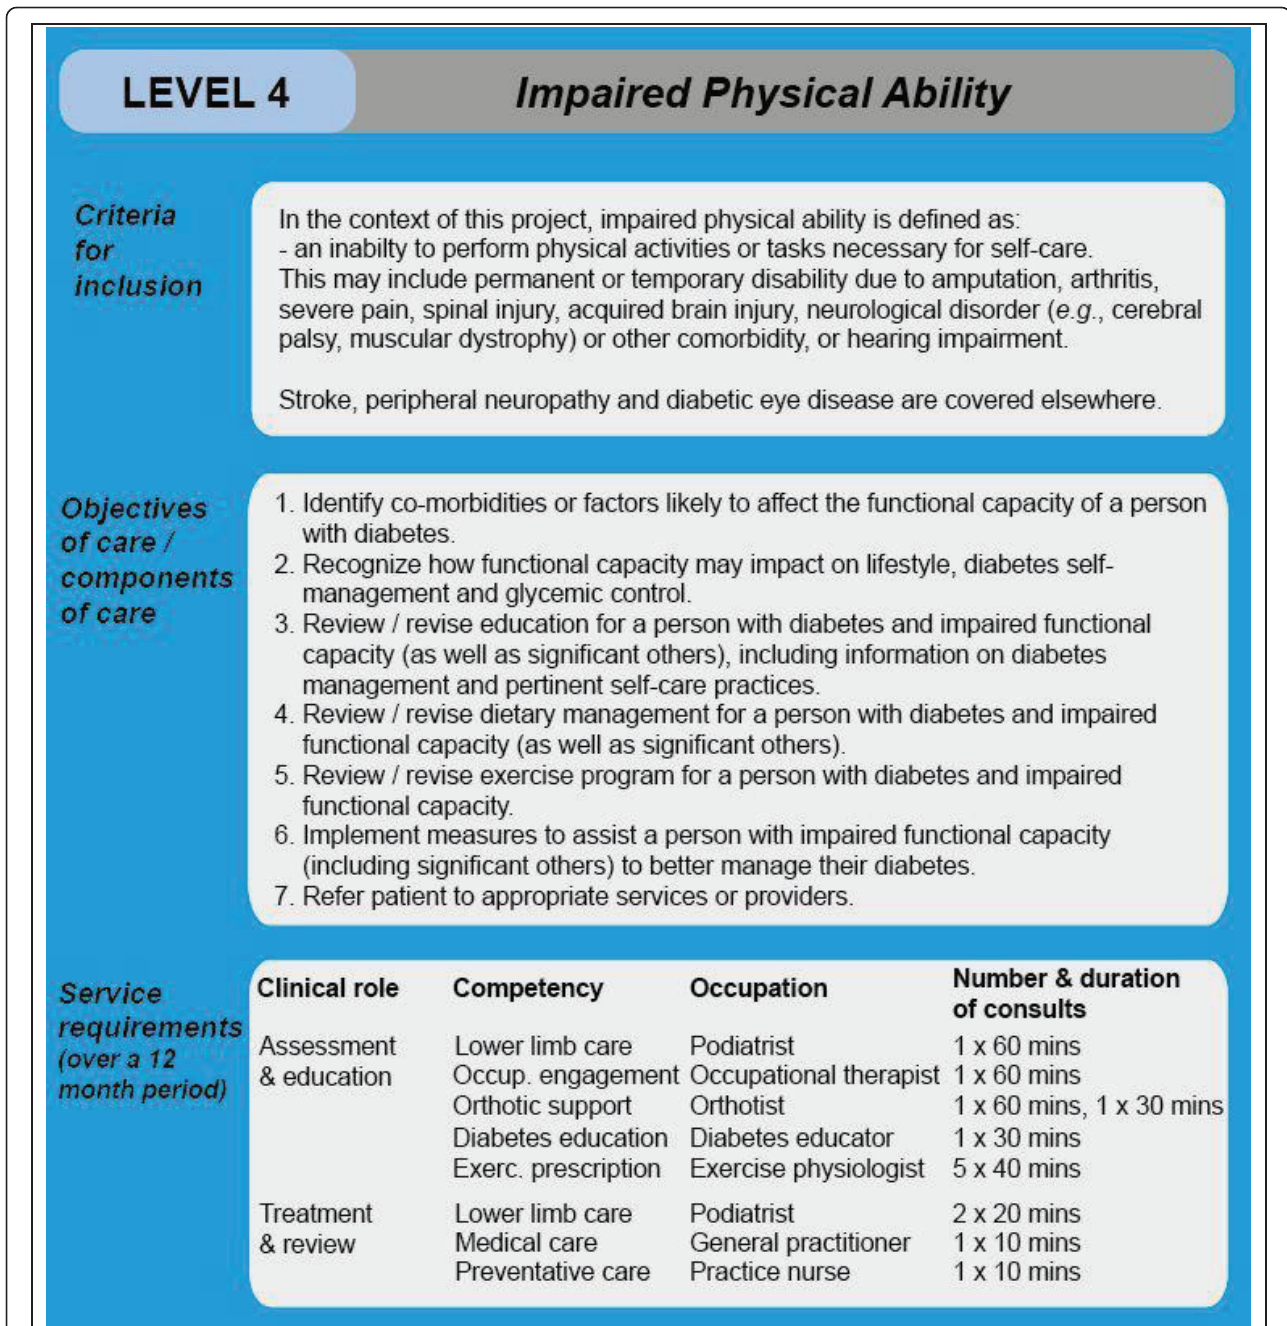 LEVEL 4
Impaired Physical Ability
Criteria
for
inclusion
In the context of this project, impaired physical ability is defined as:
- an inabilty to perform physical activities or tasks necessary for self-care.
This may include permanent or temporary disability due to amputation, arthritis,
severe pain, spinal injury, acquired brain injury, neurological disorder (e.g., cerebral
palsy, muscular dystrophy) or other comorbidity, or hearing impairment.
Stroke, peripheral neuropathy and diabetic eye disease are covered elsewhere.
Objectives
of care /
components
of care
1. Identify co-morbidities or factors likely to affect the functional capacity of a person
with diabetes.
2. Recognize how functional capacity may impact on lifestyle, diabetes self-
management and glycemic control.
3. Review / revise education for a person with diabetes and impaired functional
capacity (as well as significant others), including information on diabetes
management and pertinent self-care practices.
4. Review / revise dietary management for a person with diabetes and impaired
functional capacity (as well as significant others).
5. Review / revise exercise program for a person with diabetes and impaired
functional capacity.
6. Implement measures to assist a person with impaired functional capacity
(including significant others) to better manage their diabetes.
7. Refer patient to appropriate services or providers.
Service
requirements
(over a 12
month period)
Clinical role Competency Occupation Number & duration
of consults
Assessment Lower limb care Podiatrist 1 x 60 mins
& education Occup. engagement Occupational therapist 1 x 60 mins
Orthotic support Orthotist 1 x 60 mins, 1 x 30 mins
Diabetes education Diabetes educator 1 x 30 mins
Exerc. prescription Exercise physiologist 5 x 40 mins
Treatment Lower limb care Podiatrist 2 x 20 mins
& review Medical care General practitioner 1 x 10 mins
Preventative care Practice nurse 1 x 10 mins